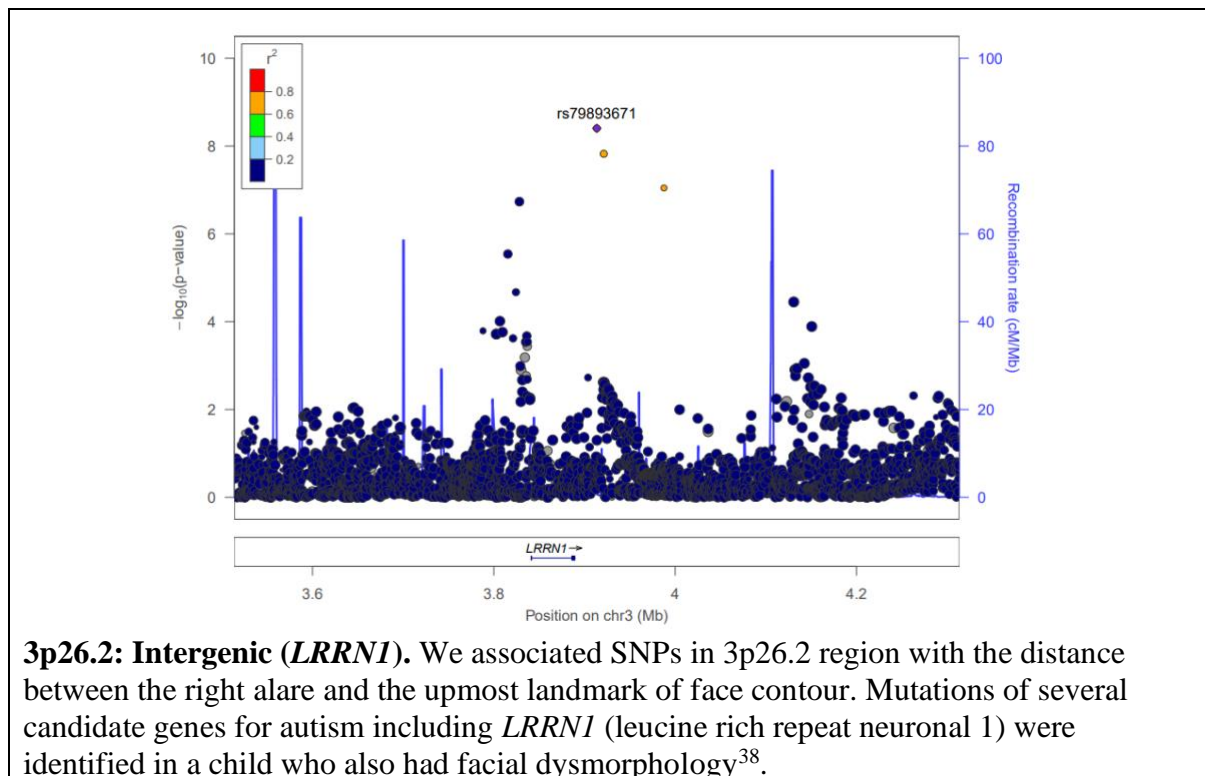 r2
0.8
0.6
0.4
0.2
rs79893671
10
8
6
4
2
0
−log10(p−value)
100
80
60
40
20
0
Recombination rate (cM/Mb)
LRRN1→
3.6 3.8 4 4.2
Position on chr3 (Mb)
3p26.2: Intergenic (LRRN1). We associated SNPs in 3p26.2 region with the distance
between the right alare and the upmost landmark of face contour. Mutations of several
candidate genes for autism including LRRN1 (leucine rich repeat neuronal 1) were
identified in a child who also had facial dysmorphology38.